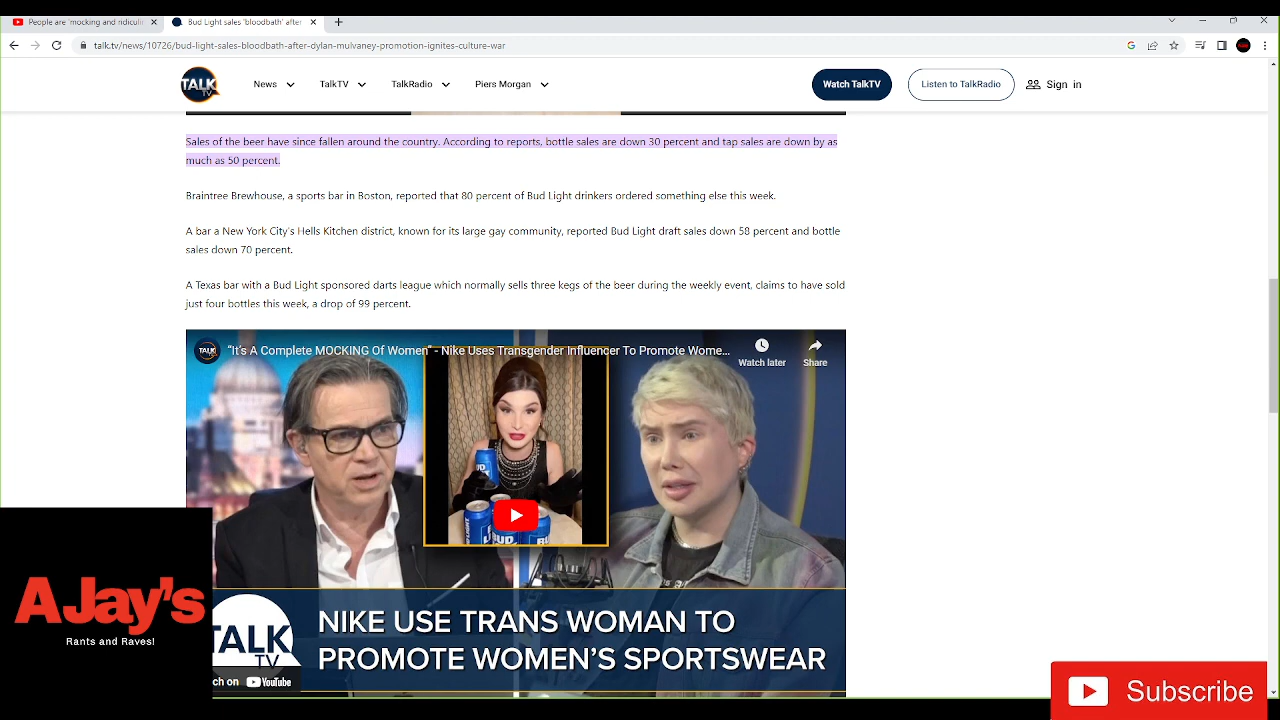 People are 'mocking and ridiculi
Bud Light sales 'bloodbath' after
talk.tv/news/10726/bud-light-sales-bloodbath-after-dylan-mulvaney-promotion-ignites-culture-war
TALK TV
News
TalkTV
TalkRadio
Piers Morgan
Watch TalkTV
Listen to TalkRadio
Sign in
Sales of the beer have since fallen around the country. According to reports, bottle sales are down 30 percent and tap sales are down by as
much as 50 percent.
Braintree Brewhouse, a sports bar in Boston, reported that 80 percent of Bud Light drinkers ordered something else this week.
A bar a New York City's Hells Kitchen district, known for its large gay community, reported Bud Light draft sales down 58 percent and bottle
sales down 70 percent.
A Texas bar with a Bud Light sponsored darts league which normally sells three kegs of the beer during the weekly event, claims to have sold
just four bottles this week, a drop of 99 percent.
TALK
"It's A Complete MOCKING Of Women" - Nike Uses Transgender Influencer To Promote Wome...
Watch later
Share
NIKE USE TRANS WOMAN TO
PROMOTE WOMEN'S SPORTSWEAR
TALK
TV
ch on YouTube
AJay's
Rants and Raves!
Subscribe